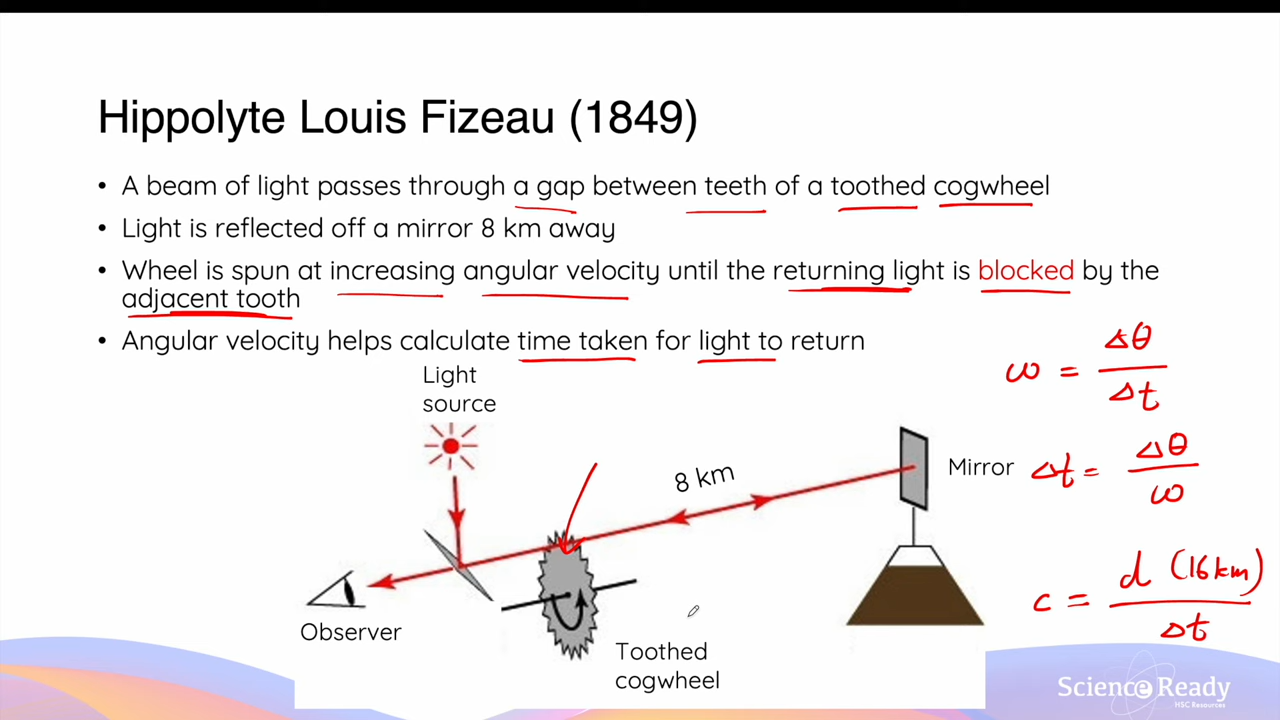 Hippolyte Louis Fizeau (1849)
• A beam of light passes through a gap between teeth of a toothed cogwheel
• Light is reflected off a mirror 8 km away
• Wheel is spun at increasing angular velocity until the returning light is blocked by the
adjacent tooth
• Angular velocity helps calculate time taken for light to return
Light
source
8 km
Mirror
Observer
Toothed
cogwheel
ω = Δθ / Δt
Δt = Δθ / ω
c = d (16km) / Δt
Science Ready
HSC Resources